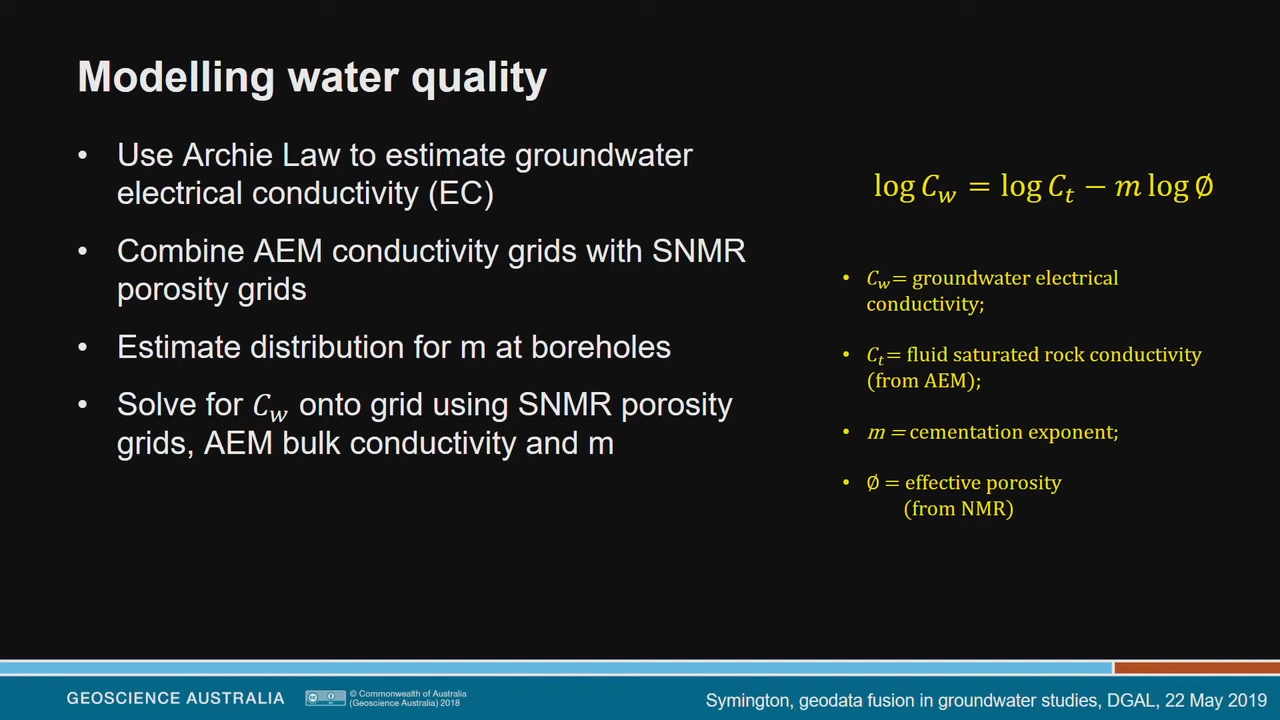 Modelling water quality
• Use Archie Law to estimate groundwater
electrical conductivity (EC)
• Combine AEM conductivity grids with SNMR
porosity grids
• Estimate distribution for m at boreholes
• Solve for C_w onto grid using SNMR porosity
grids, AEM bulk conductivity and m
log C_w = log C_t − m log ∅
• C_w= groundwater electrical
conductivity;
• C_t= fluid saturated rock conductivity
(from AEM);
• m = cementation exponent;
• ∅ = effective porosity
(from NMR)
GEOSCIENCE AUSTRALIA
© Commonwealth of Australia
(Geoscience Australia) 2018
Symington, geodata fusion in groundwater studies, DGAL, 22 May 2019